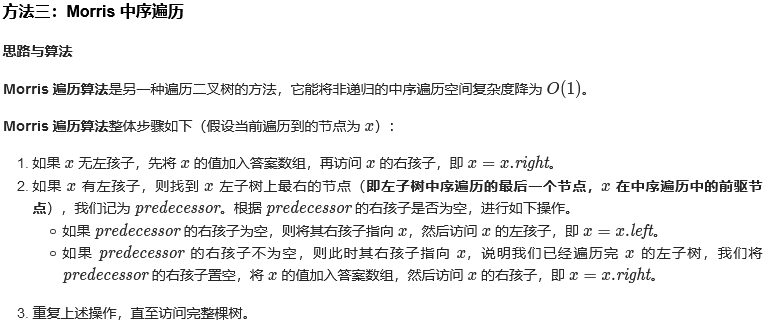 方法三：Morris 中序遍历
思路与算法
Morris 遍历算法是另一种遍历二叉树的方法，它能将非递归的中序遍历空间复杂度降为 O(1)。
Morris 遍历算法整体步骤如下（假设当前遍历到的节点为 x）：
1. 如果 x 无左孩子，先将 x 的值加入答案数组，再访问 x 的右孩子，即 x = x.right。
2. 如果 x 有左孩子，则找到 x 左子树上最右的节点（即左子树中序遍历的最后一个节点，x 在中序遍历中的前驱节
点），我们记为 predecessor。根据 predecessor 的右孩子是否为空，进行如下操作。
○ 如果 predecessor 的右孩子为空，则将其右孩子指向 x，然后访问 x 的左孩子，即 x = x.left。
○ 如果 predecessor 的右孩子不为空，则此时其右孩子指向 x，说明我们已经遍历完 x 的左子树，我们将
predecessor 的右孩子置空，将 x 的值加入答案数组，然后访问 x 的右孩子，即 x = x.right。
3. 重复上述操作，直至访问完整棵树。